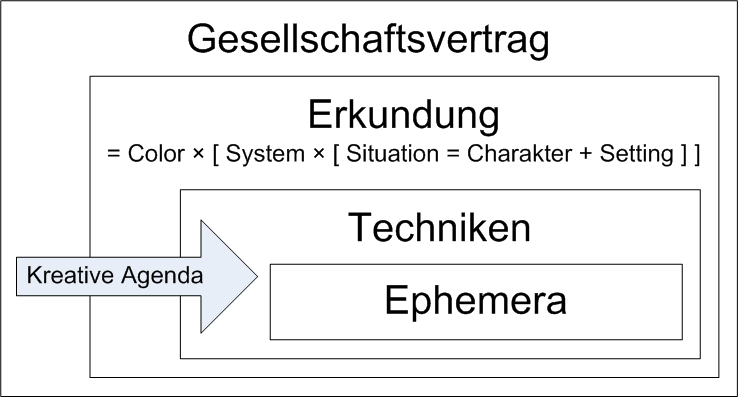 Gesellschaftsvertrag
Erkundung
= Color × [ System × [ Situation = Charakter + Setting ] ]
Techniken
Kreative Agenda
Ephemera